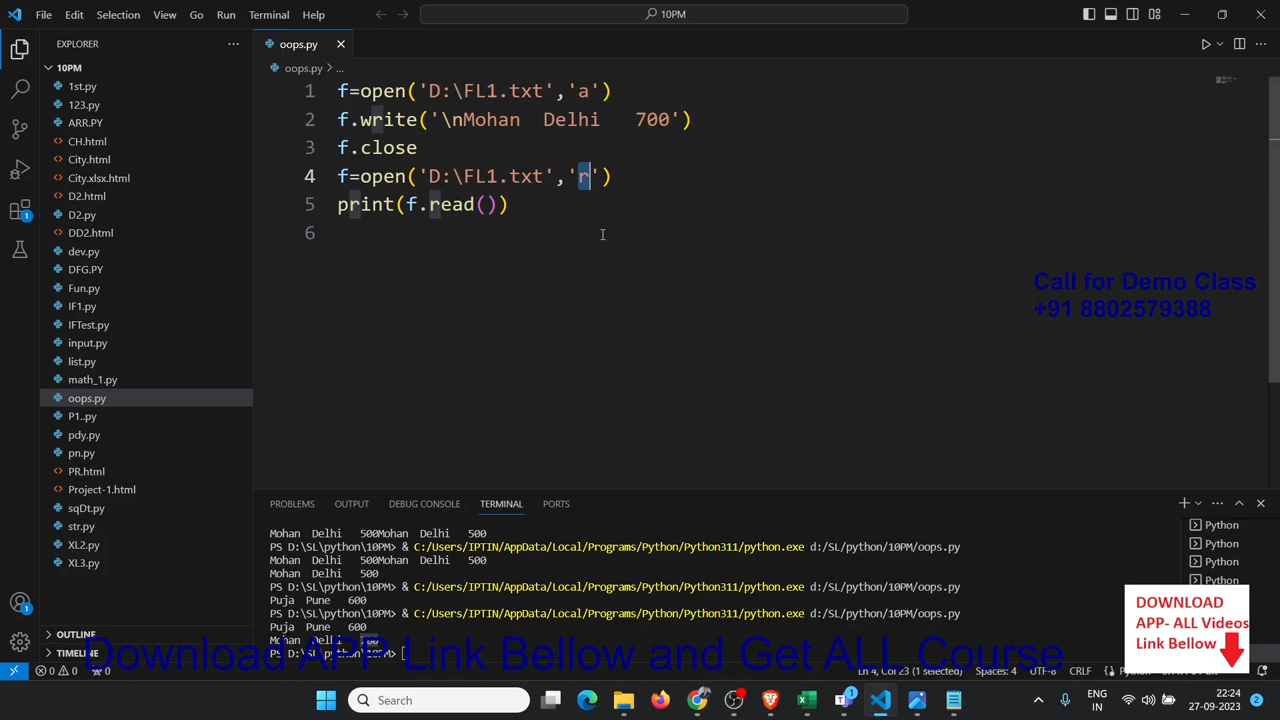 File Edit Selection View Go Run Terminal Help
10PM
EXPLORER
oops.py
10PM
oops.py > ...
1st.py
123.py
ARR.PY
CH.html
City.html
City.xlsx.html
D2.html
D2.py
DD2.html
dev.py
DFG.PY
Fun.py
IF1.py
IFTest.py
input.py
list.py
math_1.py
oops.py
P1..py
pdy.py
pn.py
PR.html
Project-1.html
sqDt.py
str.py
XL2.py
XL3.py
OUTLINE
TIMELINE
1 f=open('D:\FL1.txt','a')
2 f.write('\nMohan  Delhi   700')
3 f.close
4 f=open('D:\FL1.txt','r')
5 print(f.read())
6
Call for Demo Class
+91 8802579388
PROBLEMS OUTPUT DEBUG CONSOLE TERMINAL PORTS
Mohan  Delhi   500Mohan  Delhi   500
PS D:\SL\python\10PM> & C:/Users/IPTIN/AppData/Local/Programs/Python/Python311/python.exe d:/SL/python/10PM/oops.py
Mohan  Delhi   500Mohan  Delhi   500
Mohan  Delhi   500
PS D:\SL\python\10PM> & C:/Users/IPTIN/AppData/Local/Programs/Python/Python311/python.exe d:/SL/python/10PM/oops.py
Puja  Pune   600
PS D:\SL\python\10PM> & C:/Users/IPTIN/AppData/Local/Programs/Python/Python311/python.exe d:/SL/python/10PM/oops.py
Puja  Pune   600
Mohan  Delhi   700
PS D:\SL\python\10PM>
Python
Python
Python
Python
DOWNLOAD
APP- ALL Videos
Link Bellow
Download APP Link Bellow and Get ALL Course
0 0 0
Ln 4, Col 23 (1 selected) Spaces: 4 UTF-8 CRLF Python
Search
ENG
IN
22:24
27-09-2023